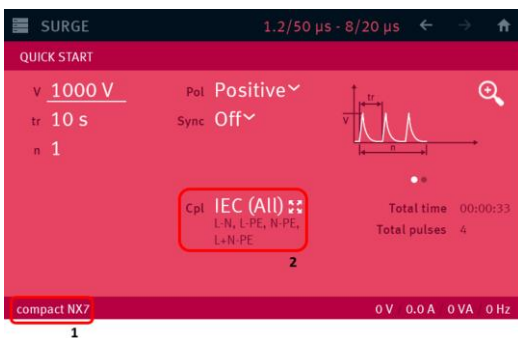 SURGE
1.2/50 µs - 8/20 µs
QUICK START
V 1000 V
Pol Positive
tr 10 s
Sync Off
n 1
tr
V
n
Cpl IEC (All)
L-N, L-PE, N-PE,
L+N-PE
Total time 00:00:33
Total pulses 4
2
compact NX7
0 V 0.0 A 0 VA 0 Hz
1